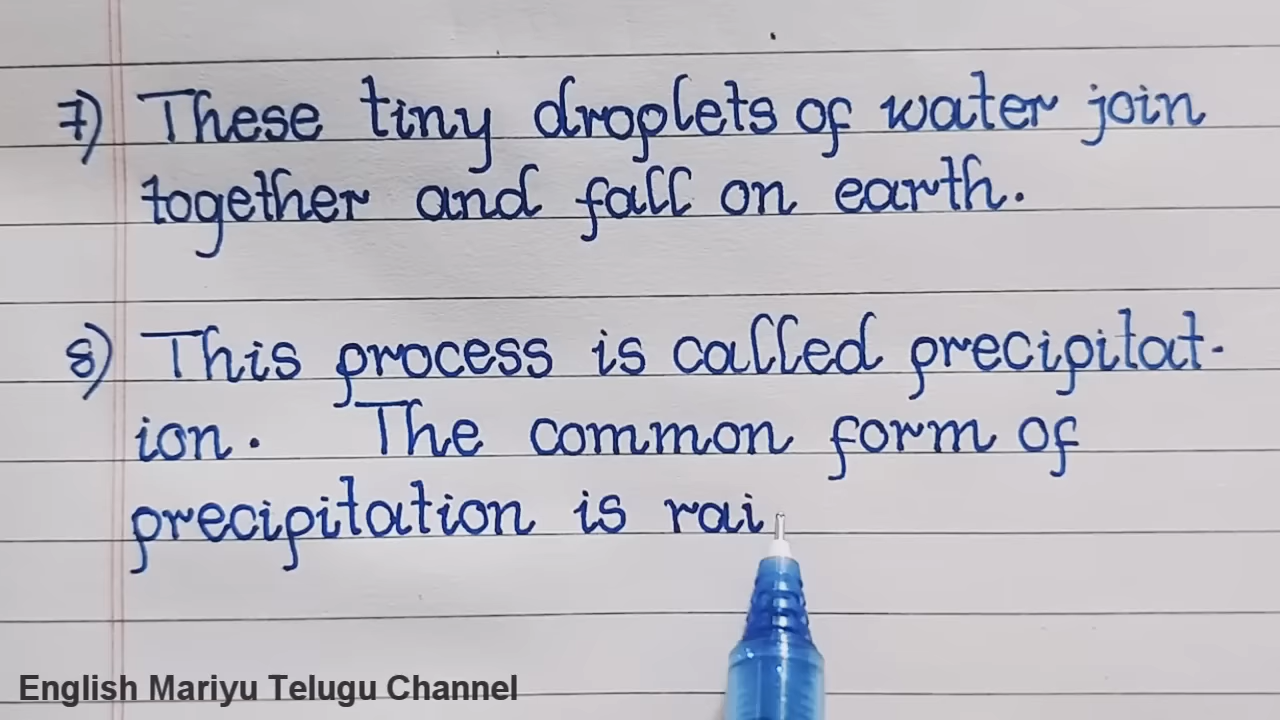 7) These tiny droplets of water join
together and fall on earth.
8) This process is called precipitat-
ion. The common form of
precipitation is rai
English Mariyu Telugu Channel